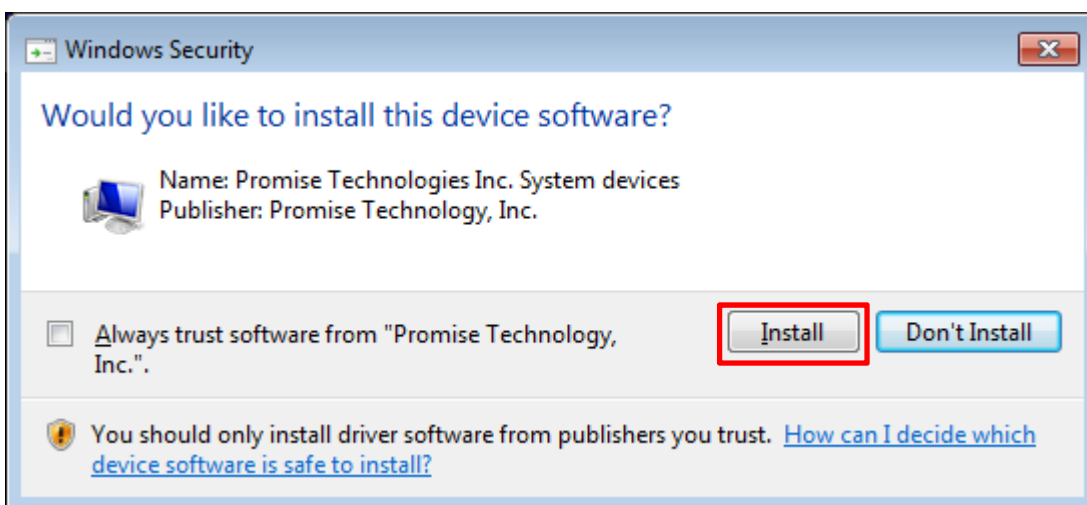 Windows Security
Would you like to install this device software?
Name: Promise Technologies Inc. System devices
Publisher: Promise Technology, Inc.
Always trust software from "Promise Technology,
Inc.".
Install
Don't Install
You should only install driver software from publishers you trust. How can I decide which
device software is safe to install?